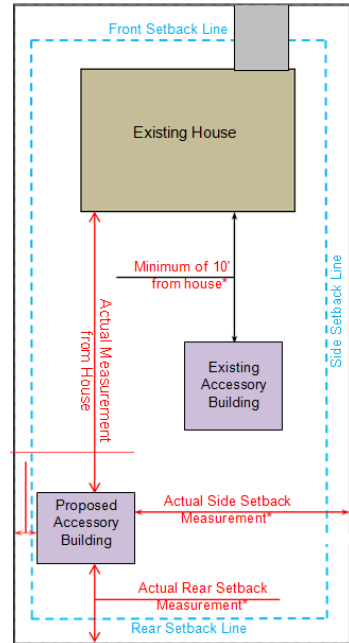 Front Setback Line
Existing House
Minimum of 10'
from house*
Actual Measurement
from House
Side Setback Line
Existing
Accessory
Building
Proposed
Accessory
Building
Actual Side Setback
Measurement*
Actual Rear Setback
Measurement*
Rear Setback Line